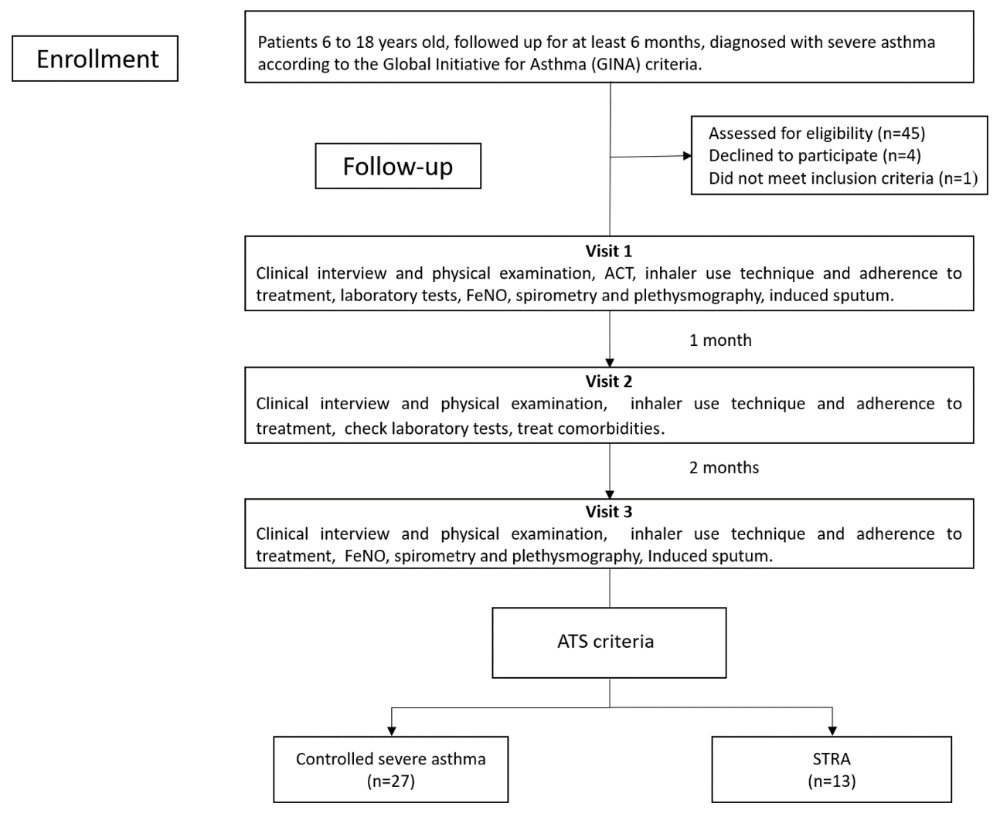 Enrollment
Patients 6 to 18 years old, followed up for at least 6 months, diagnosed with severe asthma
according to the Global Initiative for Asthma (GINA) criteria.
Assessed for eligibility (n=45)
Declined to participate (n=4)
Did not meet inclusion criteria (n=1)
Follow-up
Visit 1
Clinical interview and physical examination, ACT, inhaler use technique and adherence to
treatment, laboratory tests, FeNO, spirometry and plethysmography, induced sputum.
1 month
Visit 2
Clinical interview and physical examination, inhaler use technique and adherence to
treatment, check laboratory tests, treat comorbidities.
2 months
Visit 3
Clinical interview and physical examination, inhaler use technique and adherence to
treatment, FeNO, spirometry and plethysmography, Induced sputum.
ATS criteria
Controlled severe asthma
(n=27)
STRA
(n=13)